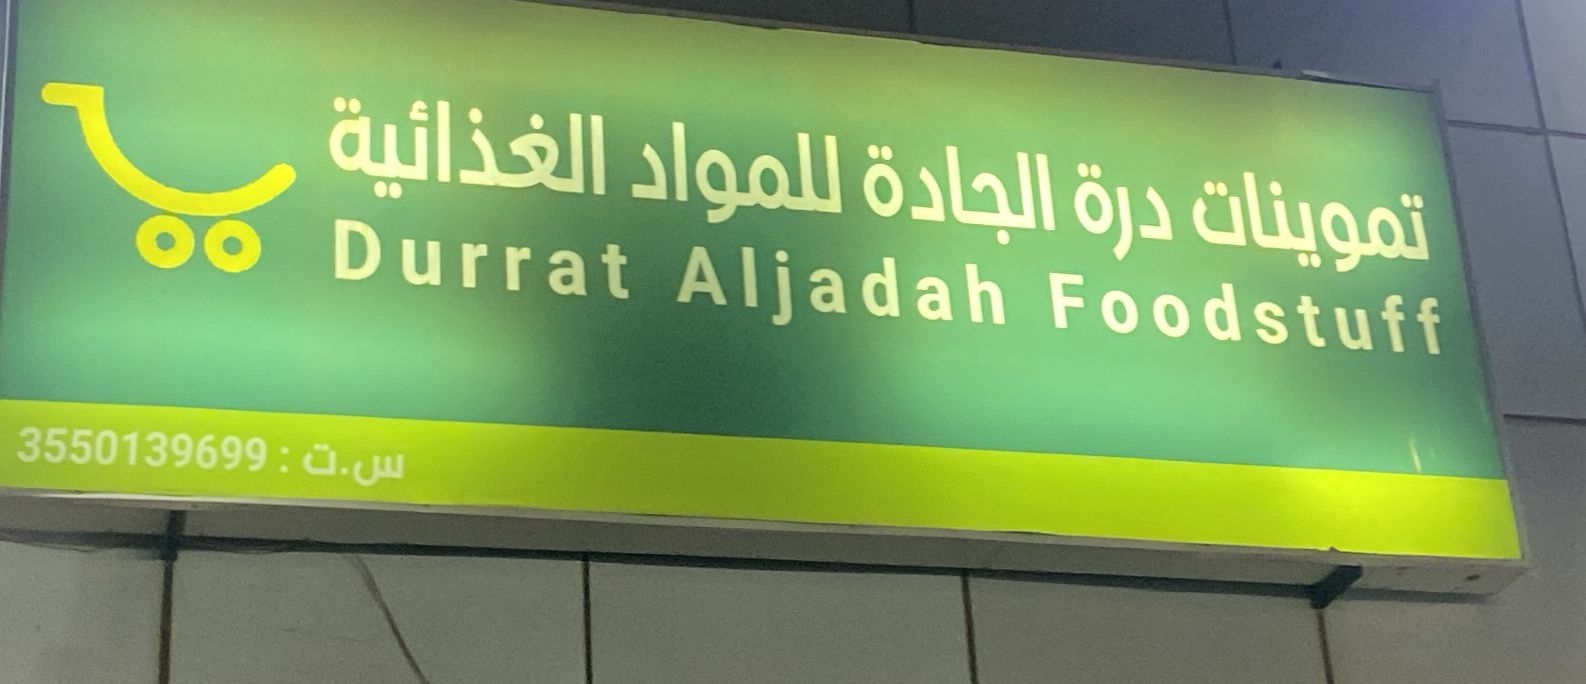 تموينات درة الجادة للمواد الغذائية
Durrat Aljadah Foodstuff
س.ت : 3550139699